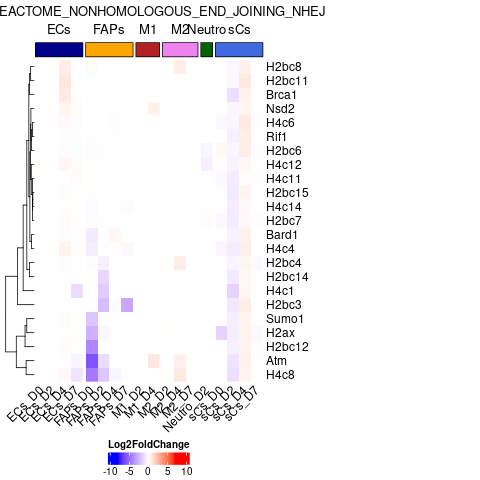 EACTOME_NONHOMOLOGOUS_END_JOINING_NHEJ
ECs FAPs M1 M2 Neutro sCs
H2bc8
H2bc11
Brca1
Nsd2
H4c6
Rif1
H2bc6
H4c12
H4c11
H2bc15
H4c14
H2bc7
Bard1
H4c4
H2bc4
H2bc14
H4c1
H2bc3
Sumo1
H2ax
H2bc12
Atm
H4c8
ECs_D0 ECs_D2 ECs_D4 ECs_D7 FAPs_D0 FAPs_D2 FAPs_D4 FAPs_D7 M1_D2 M1_D4 M2_D2 M2_D4 M2_D7 Neutro_D2 sCs_D0 sCs_D2 sCs_D4 sCs_D7
Log2FoldChange
-10 -5 0 5 10